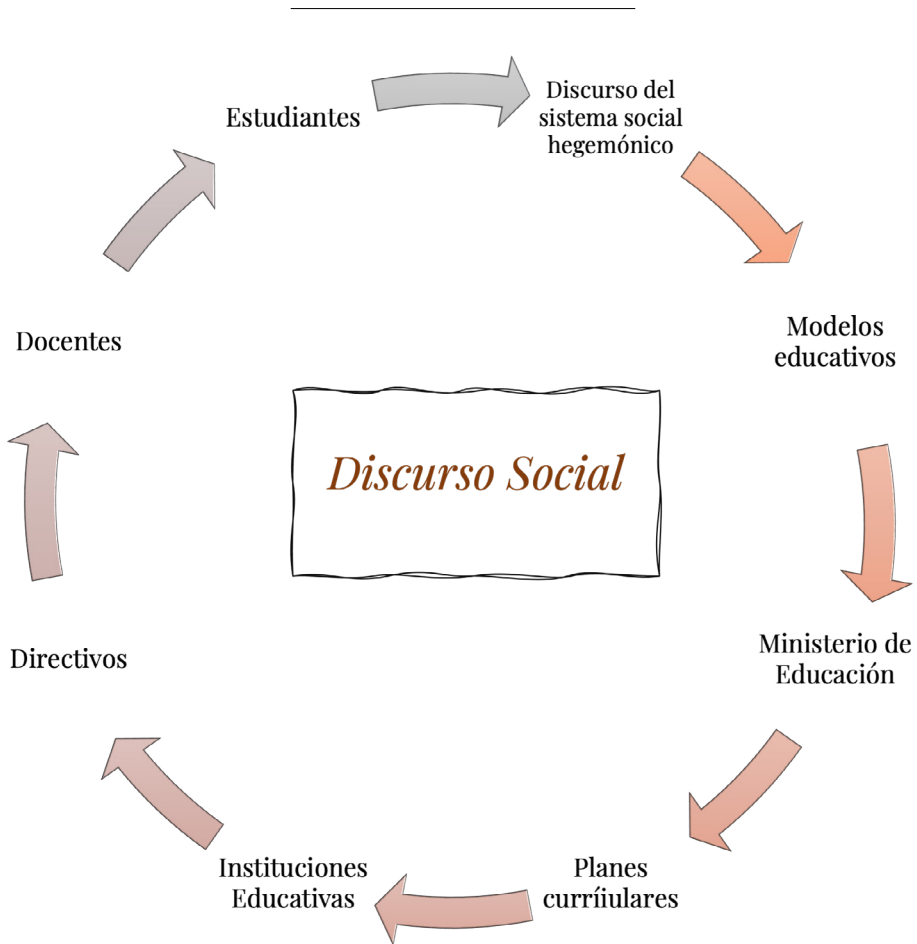 Estudiantes
Discurso del
sistema social
hegemónico
Modelos
educativos
Ministerio de
Educación
Planes
curríiulares
Instituciones
Educativas
Directivos
Docentes
Discurso Social